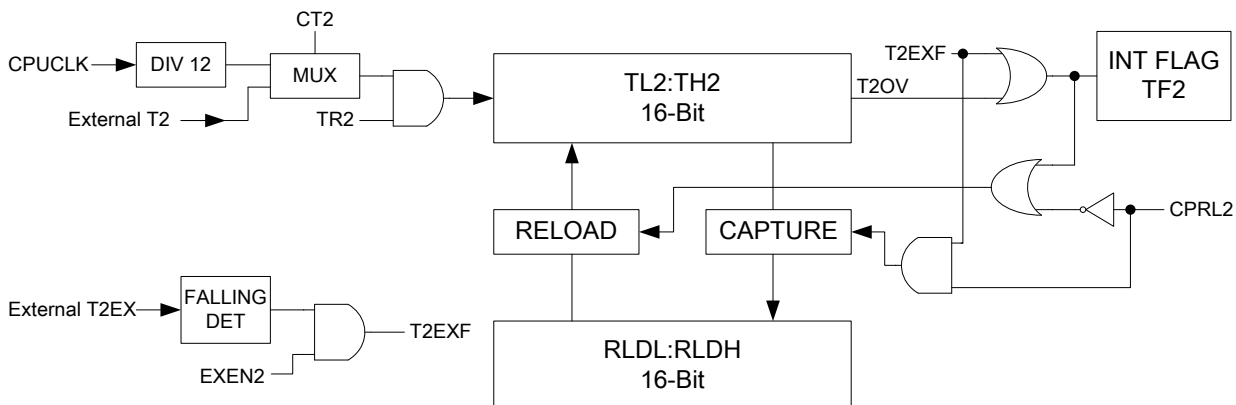 CT2
CPUCLK
DIV 12
MUX
External T2
TR2
TL2:TH2
16-Bit
T2EXF
T2OV
INT FLAG
TF2
RELOAD
CAPTURE
CPRL2
External T2EX
FALLING
DET
T2EXF
EXEN2
RLDL:RLDH
16-Bit